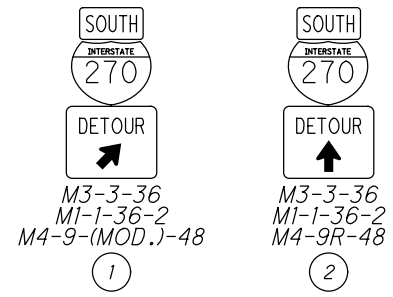 SOUTH
INTERSTATE
270
DETOUR
M3-3-36
M1-1-36-2
M4-9-(MOD.)-48
1
SOUTH
INTERSTATE
270
DETOUR
M3-3-36
M1-1-36-2
M4-9R-48
2